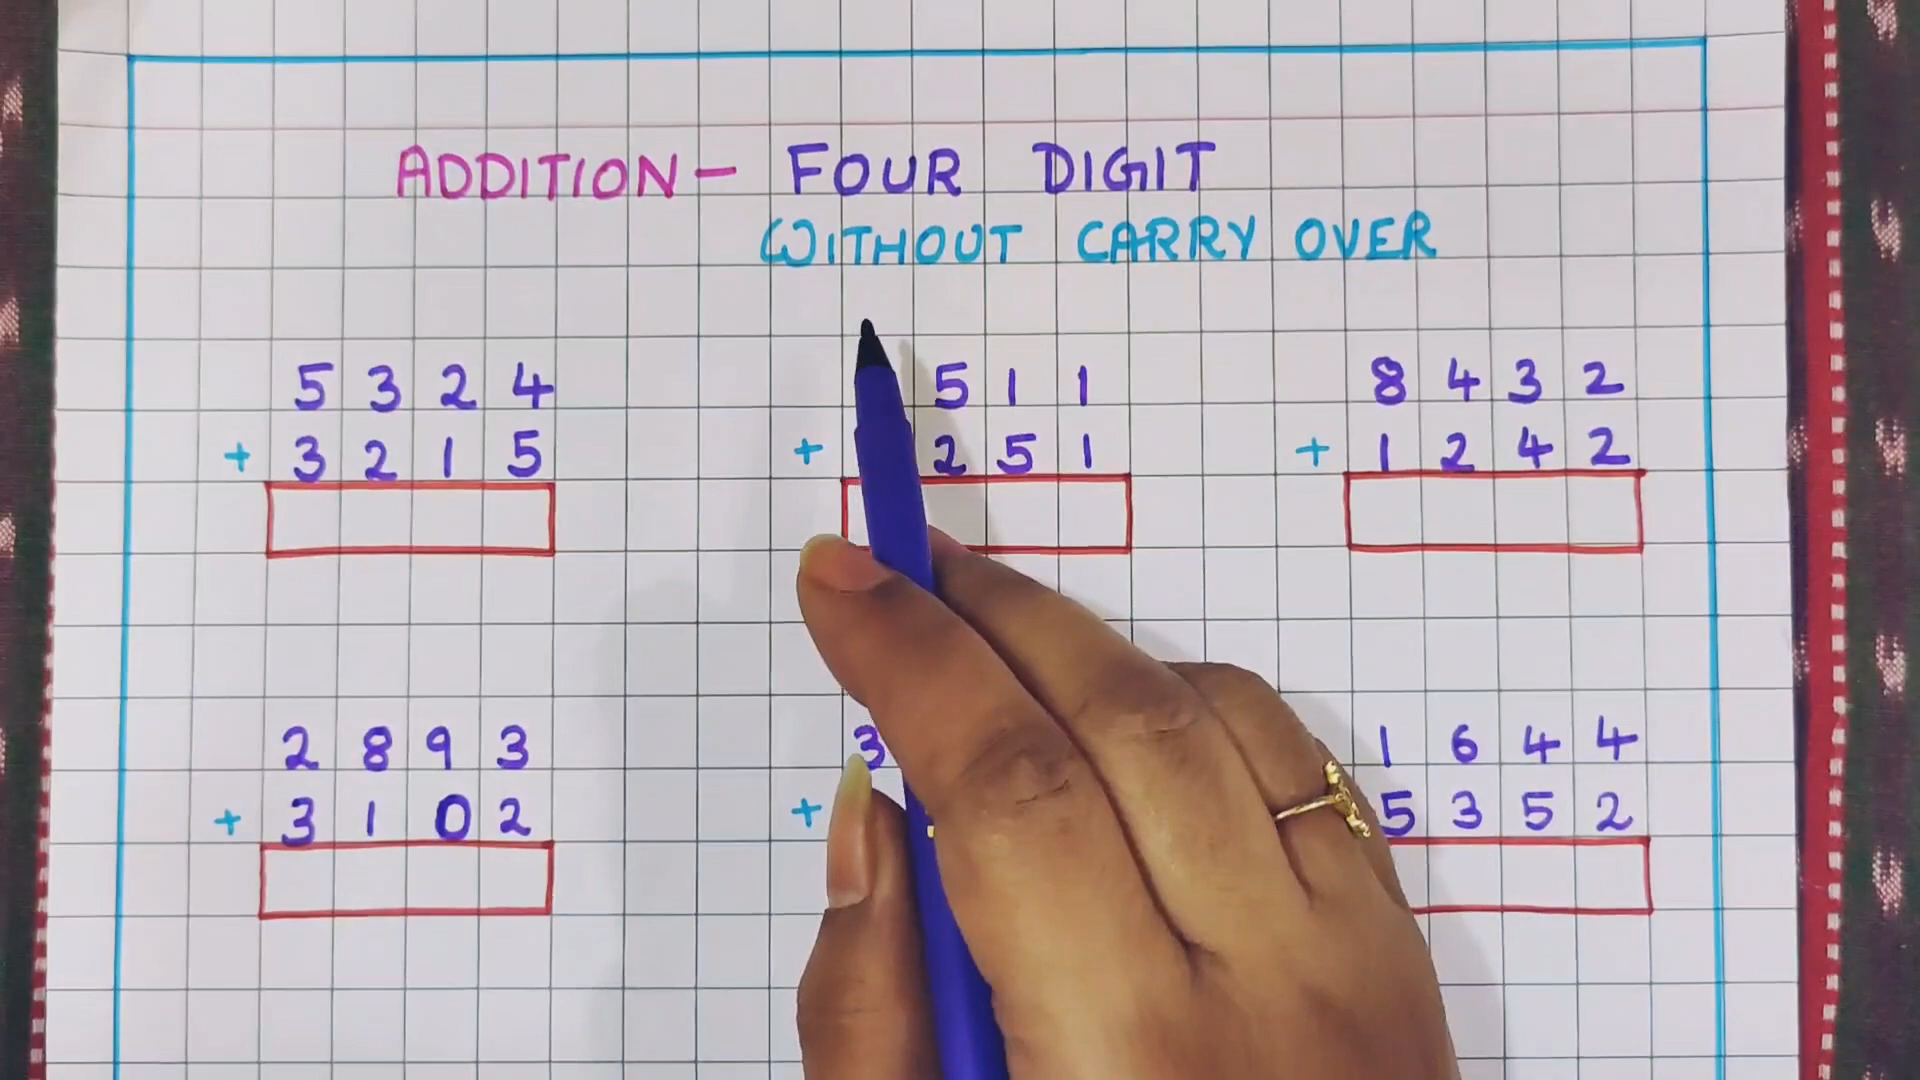 ADDITION - FOUR DIGIT
WITHOUT CARRY OVER
5 3 2 4
+ 3 2 1 5
5 1 1
+ 2 5 1
8 4 3 2
+ 1 2 4 2
2 8 9 3
+ 3 1 0 2
3
+
1 6 4 4
5 3 5 2